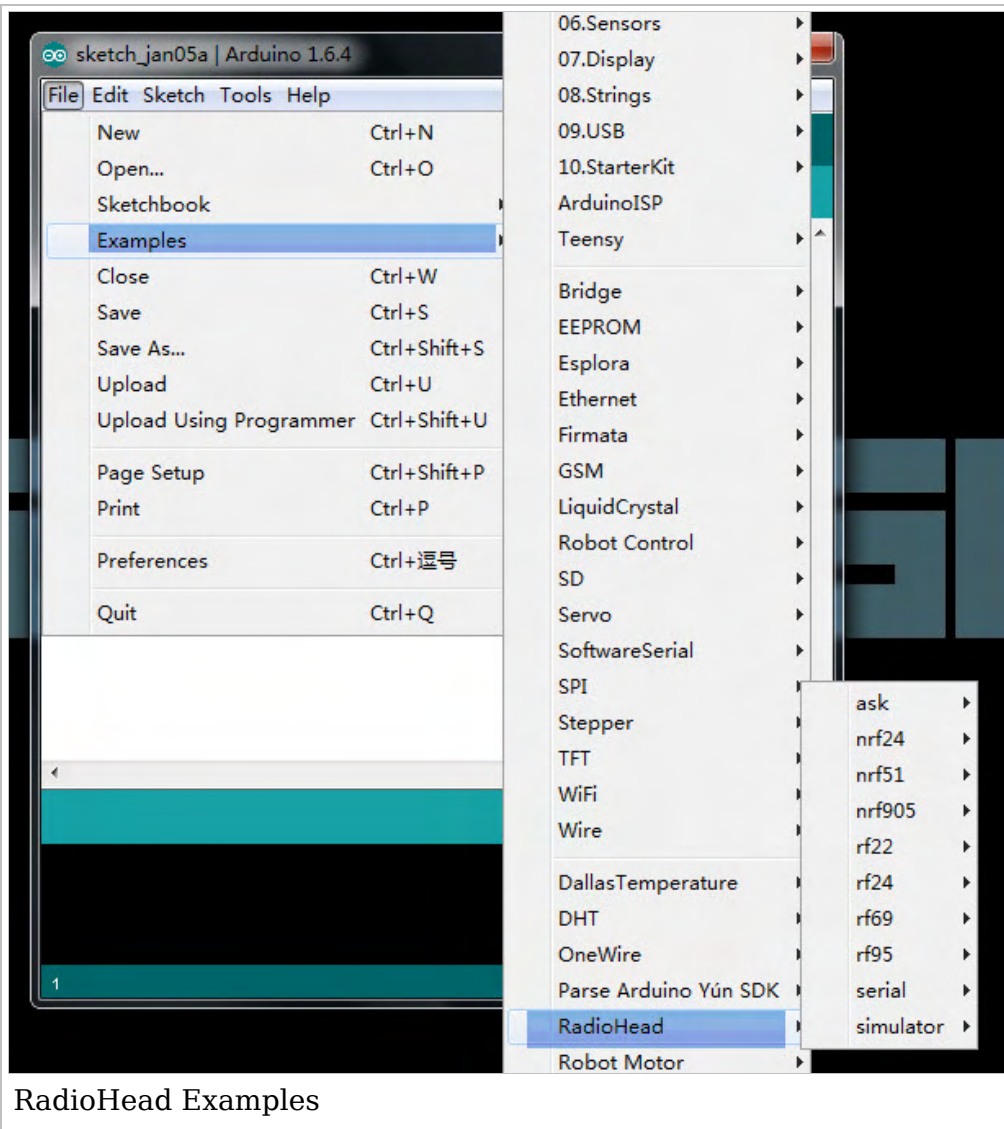 sketch_jan05a | Arduino 1.6.4
File Edit Sketch Tools Help
New Ctrl+N
Open... Ctrl+O
Sketchbook
Examples
Close Ctrl+W
Save Ctrl+S
Save As... Ctrl+Shift+S
Upload Ctrl+U
Upload Using Programmer Ctrl+Shift+U
Page Setup Ctrl+Shift+P
Print Ctrl+P
Preferences Ctrl+逗号
Quit Ctrl+Q
1
06.Sensors
07.Display
08.Strings
09.USB
10.StarterKit
ArduinoISP
Teensy
Bridge
EEPROM
Esplora
Ethernet
Firmata
GSM
LiquidCrystal
Robot Control
SD
Servo
SoftwareSerial
SPI
Stepper
TFT
WiFi
Wire
DallasTemperature
DHT
OneWire
Parse Arduino Yún SDK
RadioHead
Robot Motor
ask
nrf24
nrf51
nrf905
rf22
rf24
rf69
rf95
serial
simulator
RadioHead Examples